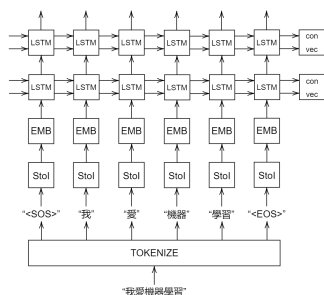 LSTM LSTM LSTM LSTM LSTM LSTM con vec
LSTM LSTM LSTM LSTM LSTM LSTM con vec
EMB EMB EMB EMB EMB EMB
StoI StoI StoI StoI StoI StoI
“<SOS>” “我” “愛” “機器” “學習” “<EOS>”
TOKENIZE
“我愛機器學習”